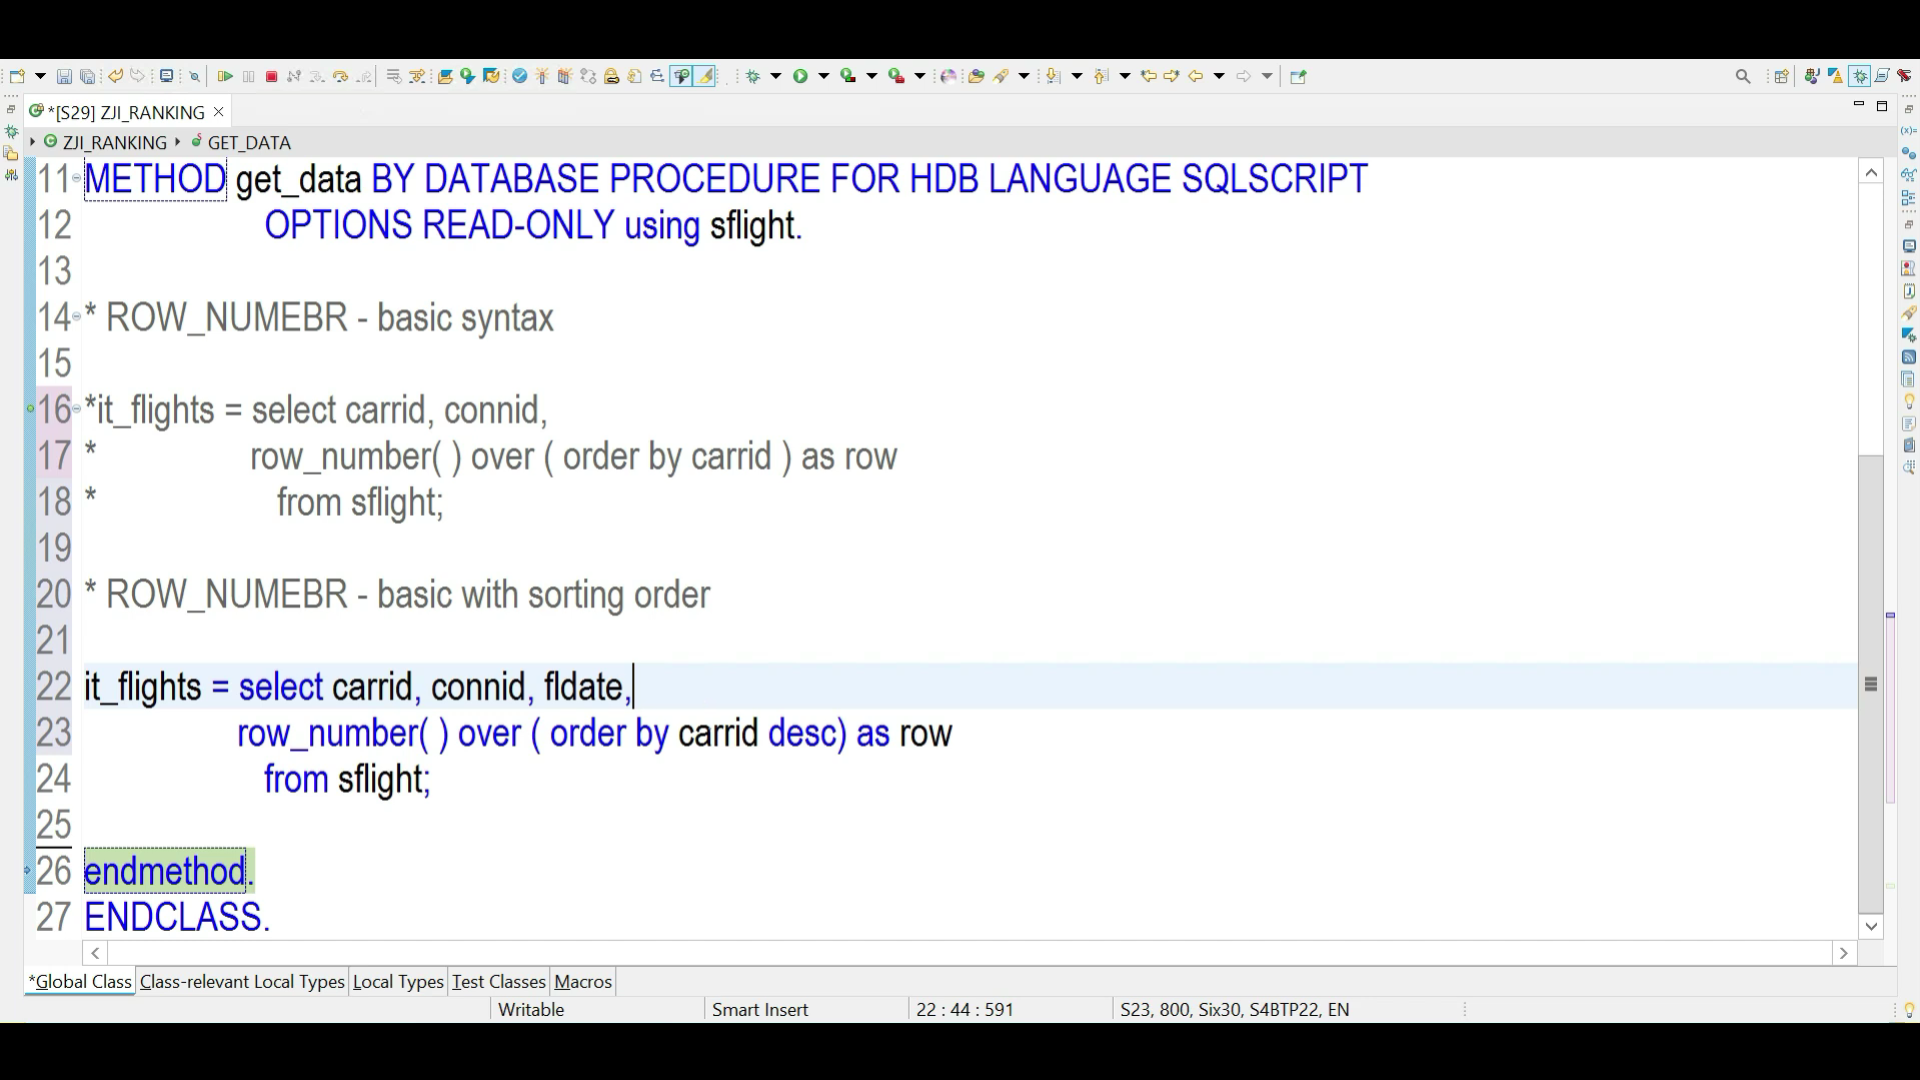 *[S29] ZJI_RANKING
ZJI_RANKING GET_DATA
11 METHOD get_data BY DATABASE PROCEDURE FOR HDB LANGUAGE SQLSCRIPT
12 OPTIONS READ-ONLY using sflight.
13
14 * ROW_NUMEBR - basic syntax
15
16 *it_flights = select carrid, connid,
17 * row_number( ) over ( order by carrid ) as row
18 * from sflight;
19
20 * ROW_NUMEBR - basic with sorting order
21
22 it_flights = select carrid, connid, fldate,
23 row_number( ) over ( order by carrid desc) as row
24 from sflight;
25
26 endmethod.
27 ENDCLASS.
*Global Class Class-relevant Local Types Local Types Test Classes Macros
Writable Smart Insert 22 : 44 : 591 S23, 800, Six30, S4BTP22, EN